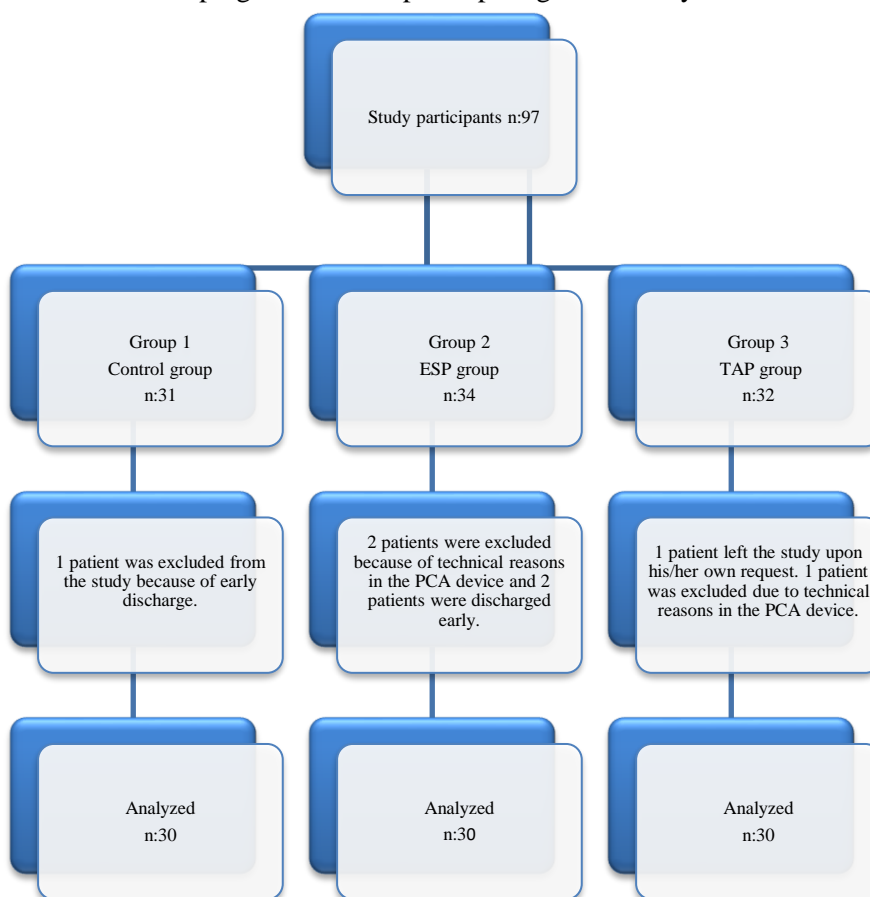 Study participants n:97
Group 1
Control group
n:31
Group 2
ESP group
n:34
Group 3
TAP group
n:32
1 patient was excluded from
the study because of early
discharge.
2 patients were excluded
because of technical reasons
in the PCA device and 2
patients were discharged
early.
1 patient left the study upon
his/her own request. 1 patient
was excluded due to technical
reasons in the PCA device.
Analyzed
n:30
Analyzed
n:30
Analyzed
n:30